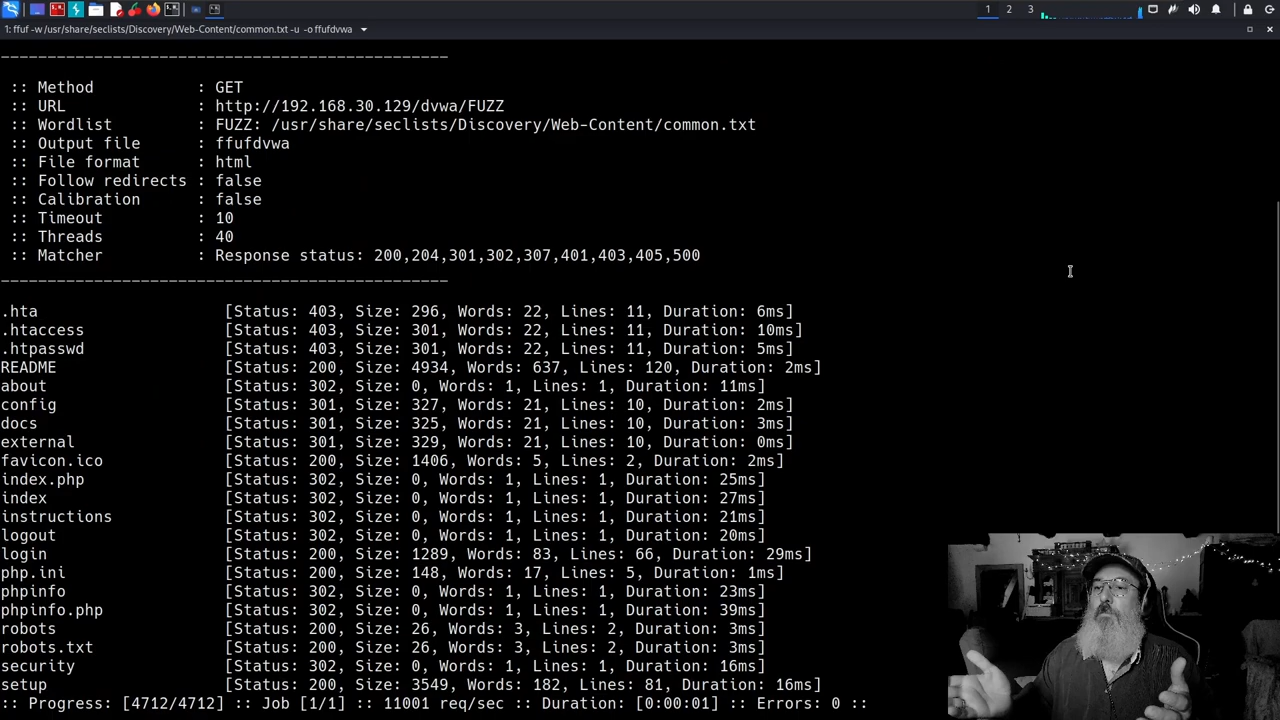 1 2 3
1: ffuf -w /usr/share/seclists/Discovery/Web-Content/common.txt -u -o ffufdvwa
________________________________________________
:: Method : GET
:: URL : http://192.168.30.129/dvwa/FUZZ
:: Wordlist : FUZZ: /usr/share/seclists/Discovery/Web-Content/common.txt
:: Output file : ffufdvwa
:: File format : html
:: Follow redirects : false
:: Calibration : false
:: Timeout : 10
:: Threads : 40
:: Matcher : Response status: 200,204,301,302,307,401,403,405,500
________________________________________________
.hta [Status: 403, Size: 296, Words: 22, Lines: 11, Duration: 6ms]
.htaccess [Status: 403, Size: 301, Words: 22, Lines: 11, Duration: 10ms]
.htpasswd [Status: 403, Size: 301, Words: 22, Lines: 11, Duration: 5ms]
README [Status: 200, Size: 4934, Words: 637, Lines: 120, Duration: 2ms]
about [Status: 302, Size: 0, Words: 1, Lines: 1, Duration: 11ms]
config [Status: 301, Size: 327, Words: 21, Lines: 10, Duration: 2ms]
docs [Status: 301, Size: 325, Words: 21, Lines: 10, Duration: 3ms]
external [Status: 301, Size: 329, Words: 21, Lines: 10, Duration: 0ms]
favicon.ico [Status: 200, Size: 1406, Words: 5, Lines: 2, Duration: 2ms]
index.php [Status: 302, Size: 0, Words: 1, Lines: 1, Duration: 25ms]
index [Status: 302, Size: 0, Words: 1, Lines: 1, Duration: 27ms]
instructions [Status: 302, Size: 0, Words: 1, Lines: 1, Duration: 21ms]
logout [Status: 302, Size: 0, Words: 1, Lines: 1, Duration: 20ms]
login [Status: 200, Size: 1289, Words: 83, Lines: 66, Duration: 29ms]
php.ini [Status: 200, Size: 148, Words: 17, Lines: 5, Duration: 1ms]
phpinfo [Status: 302, Size: 0, Words: 1, Lines: 1, Duration: 23ms]
phpinfo.php [Status: 302, Size: 0, Words: 1, Lines: 1, Duration: 39ms]
robots [Status: 200, Size: 26, Words: 3, Lines: 2, Duration: 3ms]
robots.txt [Status: 200, Size: 26, Words: 3, Lines: 2, Duration: 3ms]
security [Status: 302, Size: 0, Words: 1, Lines: 1, Duration: 16ms]
setup [Status: 200, Size: 3549, Words: 182, Lines: 81, Duration: 16ms]
:: Progress: [4712/4712] :: Job [1/1] :: 11001 req/sec :: Duration: [0:00:01] :: Errors: 0 ::